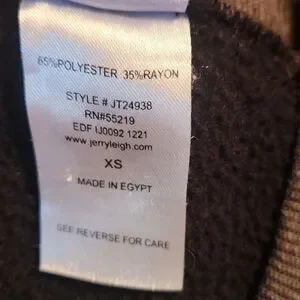 65%POLYESTER 35%RAYON
STYLE # JT24938
RN#55219
EDF IJ0092 1221
www.jerryleigh.com
XS
MADE IN EGYPT
SEE REVERSE FOR CARE